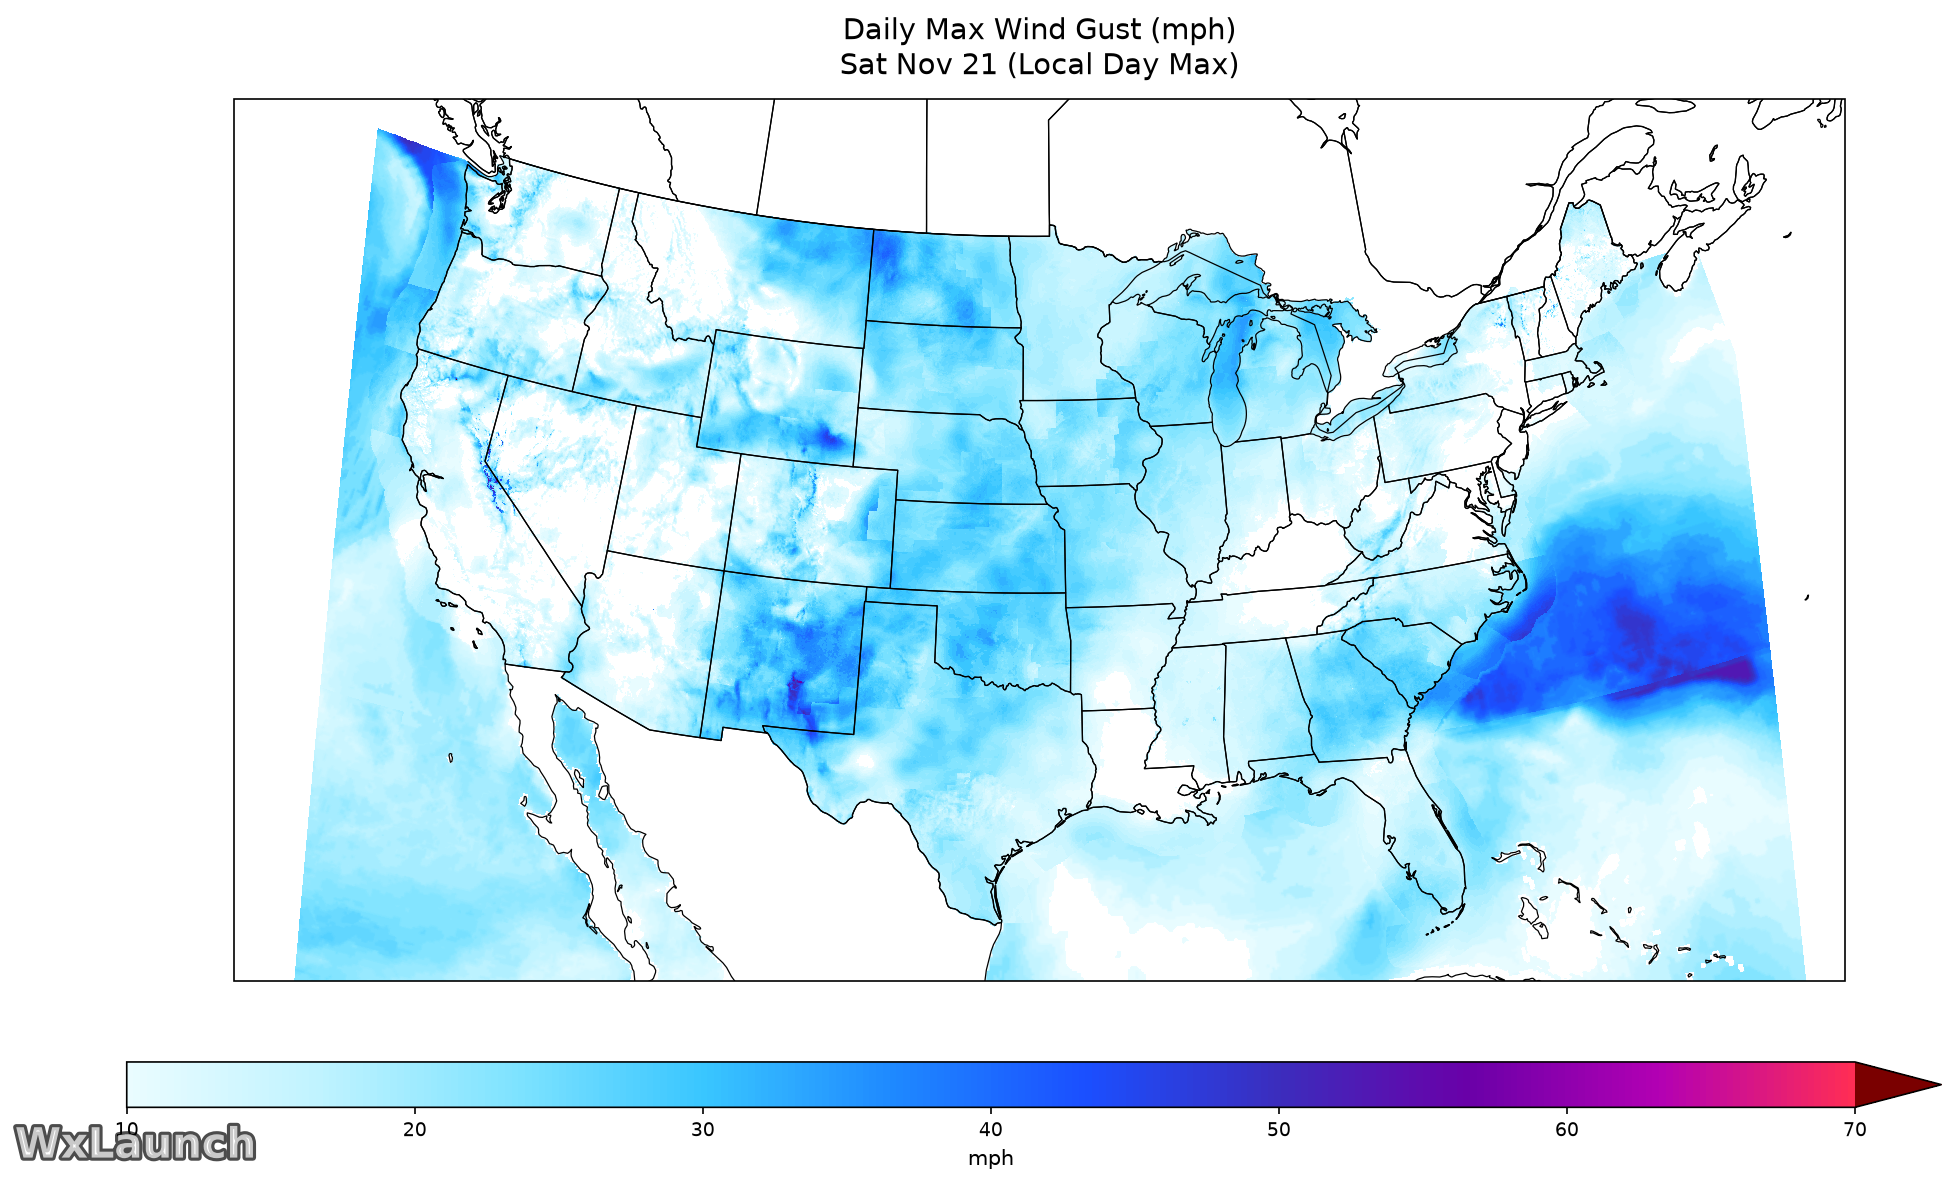 Daily Max Wind Gust (mph)
Sat Nov 21 (Local Day Max)
10 20 30 40 50 60 70
mph
WxLaunch